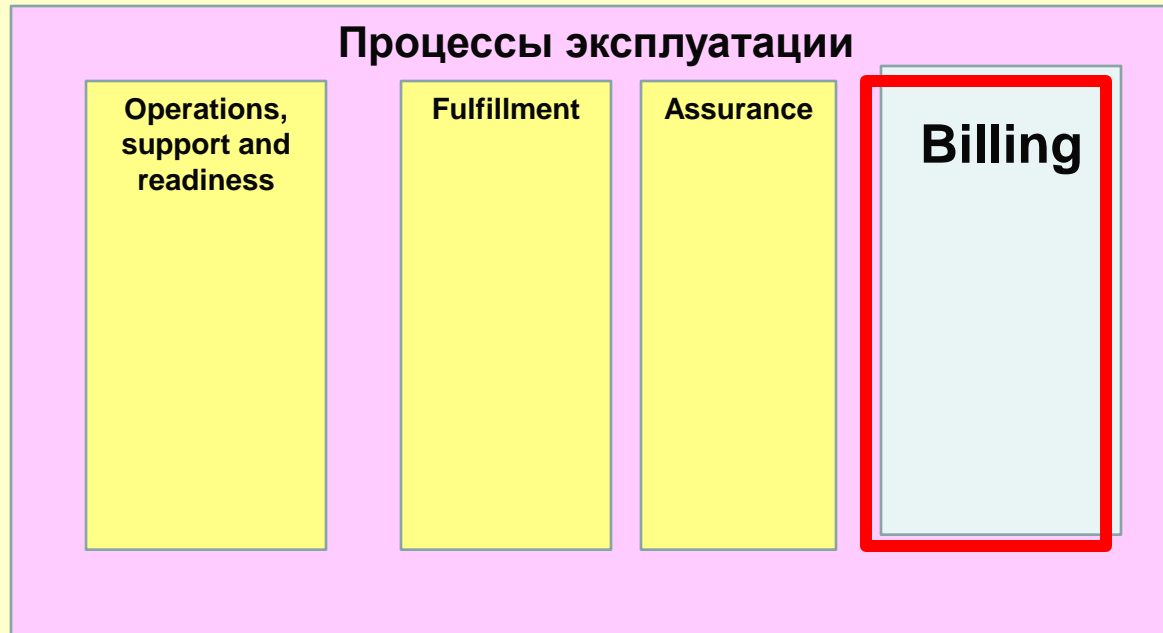 Процессы эксплуатации
Operations,
support and
readiness
Fulfillment
Assurance
Billing